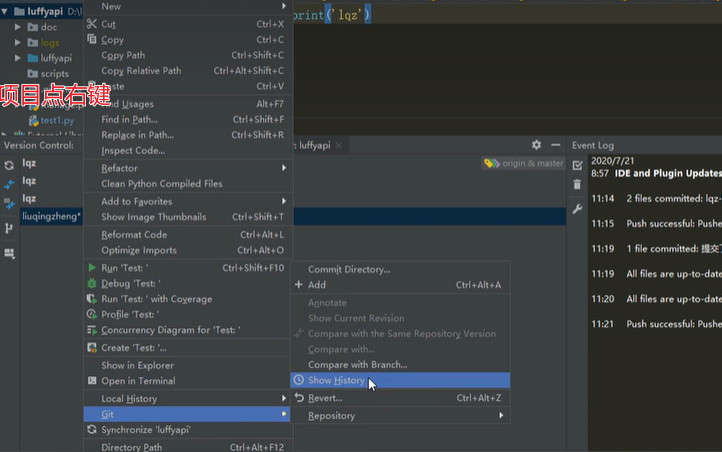 luffyapi D:\l
doc
logs
luffyapi
scripts
项目点右键
test1.py
New
Cut Ctrl+X
Copy Ctrl+C
Copy Path Ctrl+Shift+C
Copy Relative Path Ctrl+Alt+Shift+C
Ctrl+V
Usages Alt+F7
Find in Path... Ctrl+Shift+F
Replace in Path... Ctrl+Shift+R
Inspect Code...
Refactor
Clean Python Compiled Files
Add to Favorites
Show Image Thumbnails Ctrl+Shift+T
Reformat Code Ctrl+Alt+L
Optimize Imports Ctrl+Alt+O
Run 'Test: ' Ctrl+Shift+F10
Debug 'Test: '
Run 'Test: ' with Coverage
Profile 'Test: '
Concurrency Diagram for 'Test: '
Create 'Test: '...
Show in Explorer
Open in Terminal
Local History
Git
Synchronize 'luffyapi'
Directory Path Ctrl+Alt+F12
Commit Directory...
Add Ctrl+Alt+A
Annotate
Show Current Revision
Compare with the Same Repository Version
Compare with...
Compare with Branch...
Show History
Revert... Ctrl+Alt+Z
Repository
print('lqz')
Version Control:
luffyapi
origin & master
lqz
lqz
lqz
liuqingzheng*
Event Log
2020/7/21
8:57 IDE and Plugin Updates
11:14 2 files committed: lqz-
11:15 Push successful: Pushe
11:19 1 file committed: 提交了
11:19 All files are up-to-date
11:20 All files are up-to-date
11:21 Push successful: Pushe